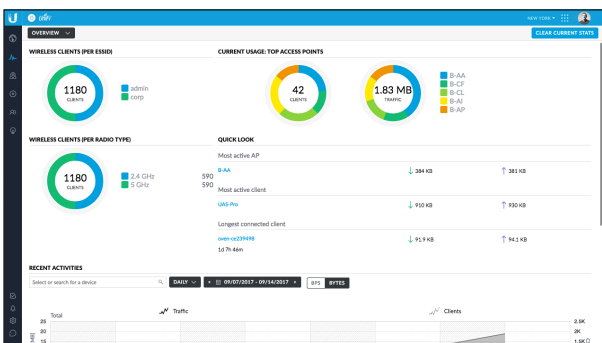 U
UniFi
NEW YORK
OVERVIEW
CLEAR CURRENT STATS
WIRELESS CLIENTS (PER ESSID)
CURRENT USAGE: TOP ACCESS POINTS
1180
CLIENTS
admin
corp
42
CLIENTS
1.83 MB
TRAFFIC
B-AA
B-CF
B-CL
B-AI
B-AP
WIRELESS CLIENTS (PER RADIO TYPE)
QUICK LOOK
1180
CLIENTS
2.4 GHz 590
5 GHz 590
Most active AP
B-AA ↓ 384 KB ↑ 381 KB
Most active client
UAS-Pro ↓ 910 KB ↑ 930 KB
Longest connected client
oven-ce239498 ↓ 91.9 KB ↑ 94.1 KB
1d 7h 46m
RECENT ACTIVITIES
Select or search for a device
DAILY
09/07/2017 - 09/14/2017
BPS BYTES
Total
Traffic
Clients
25 2.5K
20 2K
15 1.5K
MB]